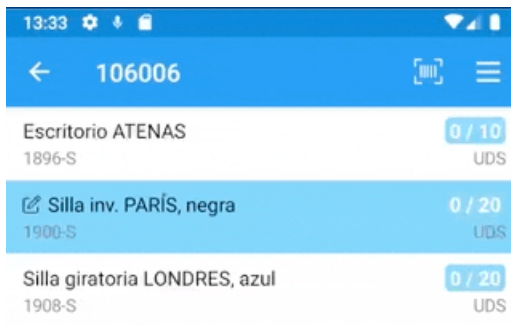 13:33
106006
Escritorio ATENAS 0 / 10
1896-S UDS
Silla inv. PARÍS, negra 0 / 20
1900-S UDS
Silla giratoria LONDRES, azul 0 / 20
1908-S UDS